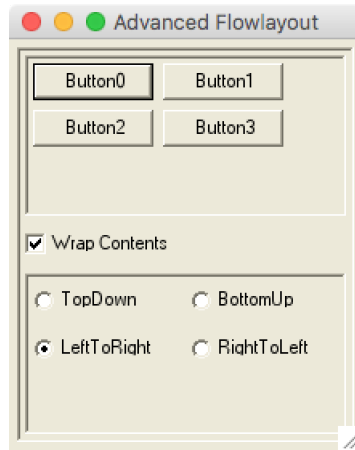 Advanced Flowlayout
Button0 Button1
Button2 Button3
Wrap Contents
TopDown BottomUp
LeftToRight RightToLeft